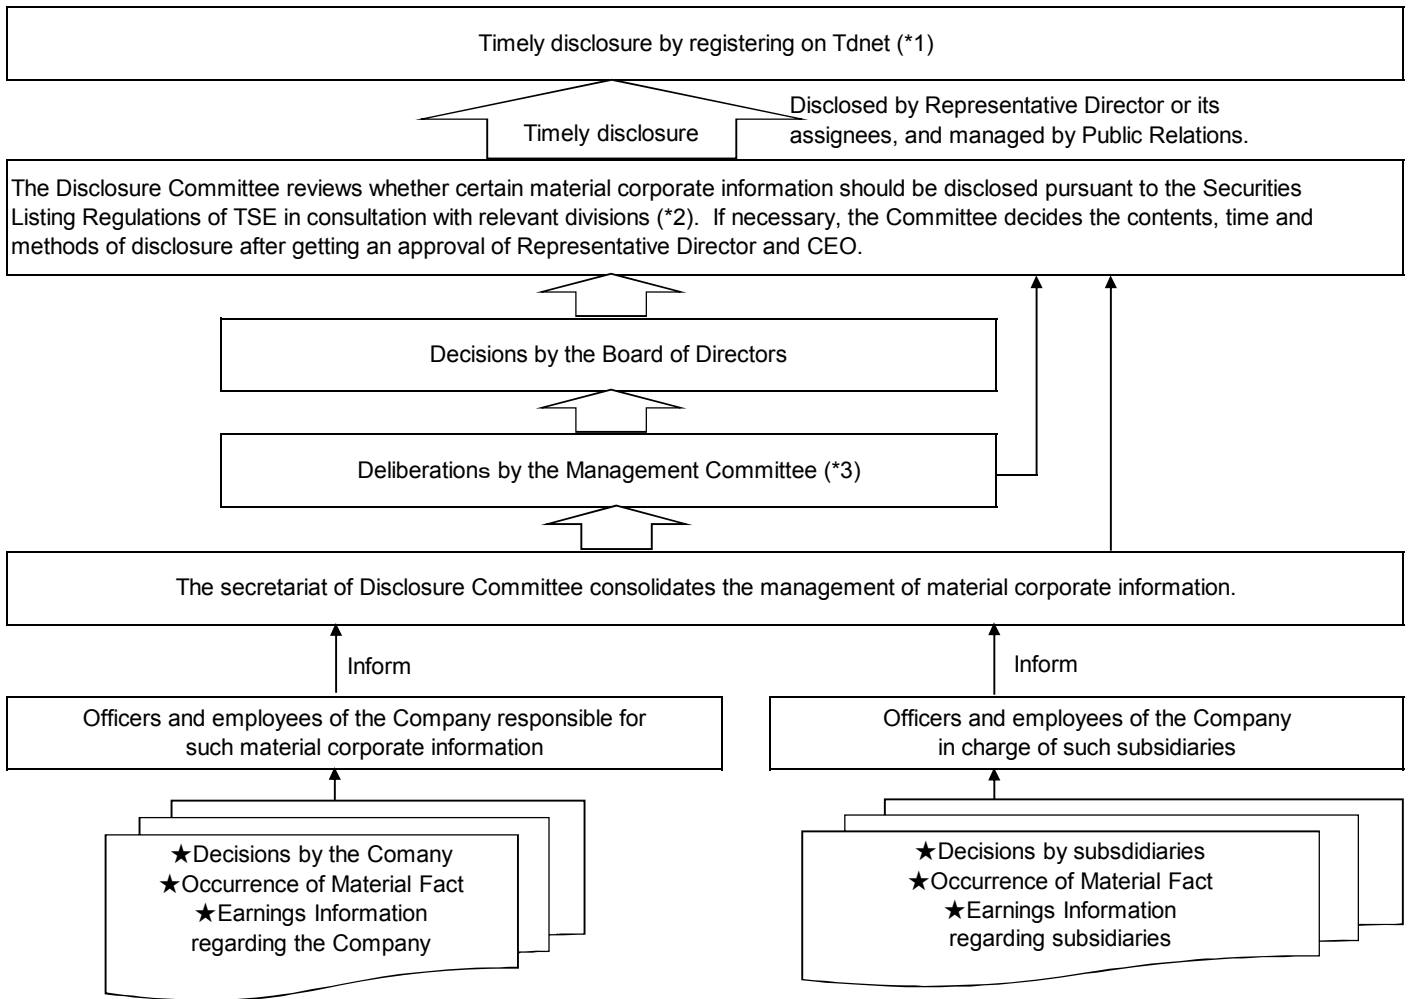 Timely disclosure by registering on Tdnet (*1)
Timely disclosure
Disclosed by Representative Director or its
assignees, and managed by Public Relations.
The Disclosure Committee reviews whether certain material corporate information should be disclosed pursuant to the Securities
Listing Regulations of TSE in consultation with relevant divisions (*2).  If necessary, the Committee decides the contents, time and
methods of disclosure after getting an approval of Representative Director and CEO.
Decisions by the Board of Directors
Deliberations by the Management Committee (*3)
The secretariat of Disclosure Committee consolidates the management of material corporate information.
Inform
Inform
Officers and employees of the Company responsible for
such material corporate information
Officers and employees of the Company
in charge of such subsidiaries
★Decisions by the Comany
★Occurrence of Material Fact
★Earnings Information
regarding the Company
★Decisions by subsdidiaries
★Occurrence of Material Fact
★Earnings Information
regarding subsidiaries